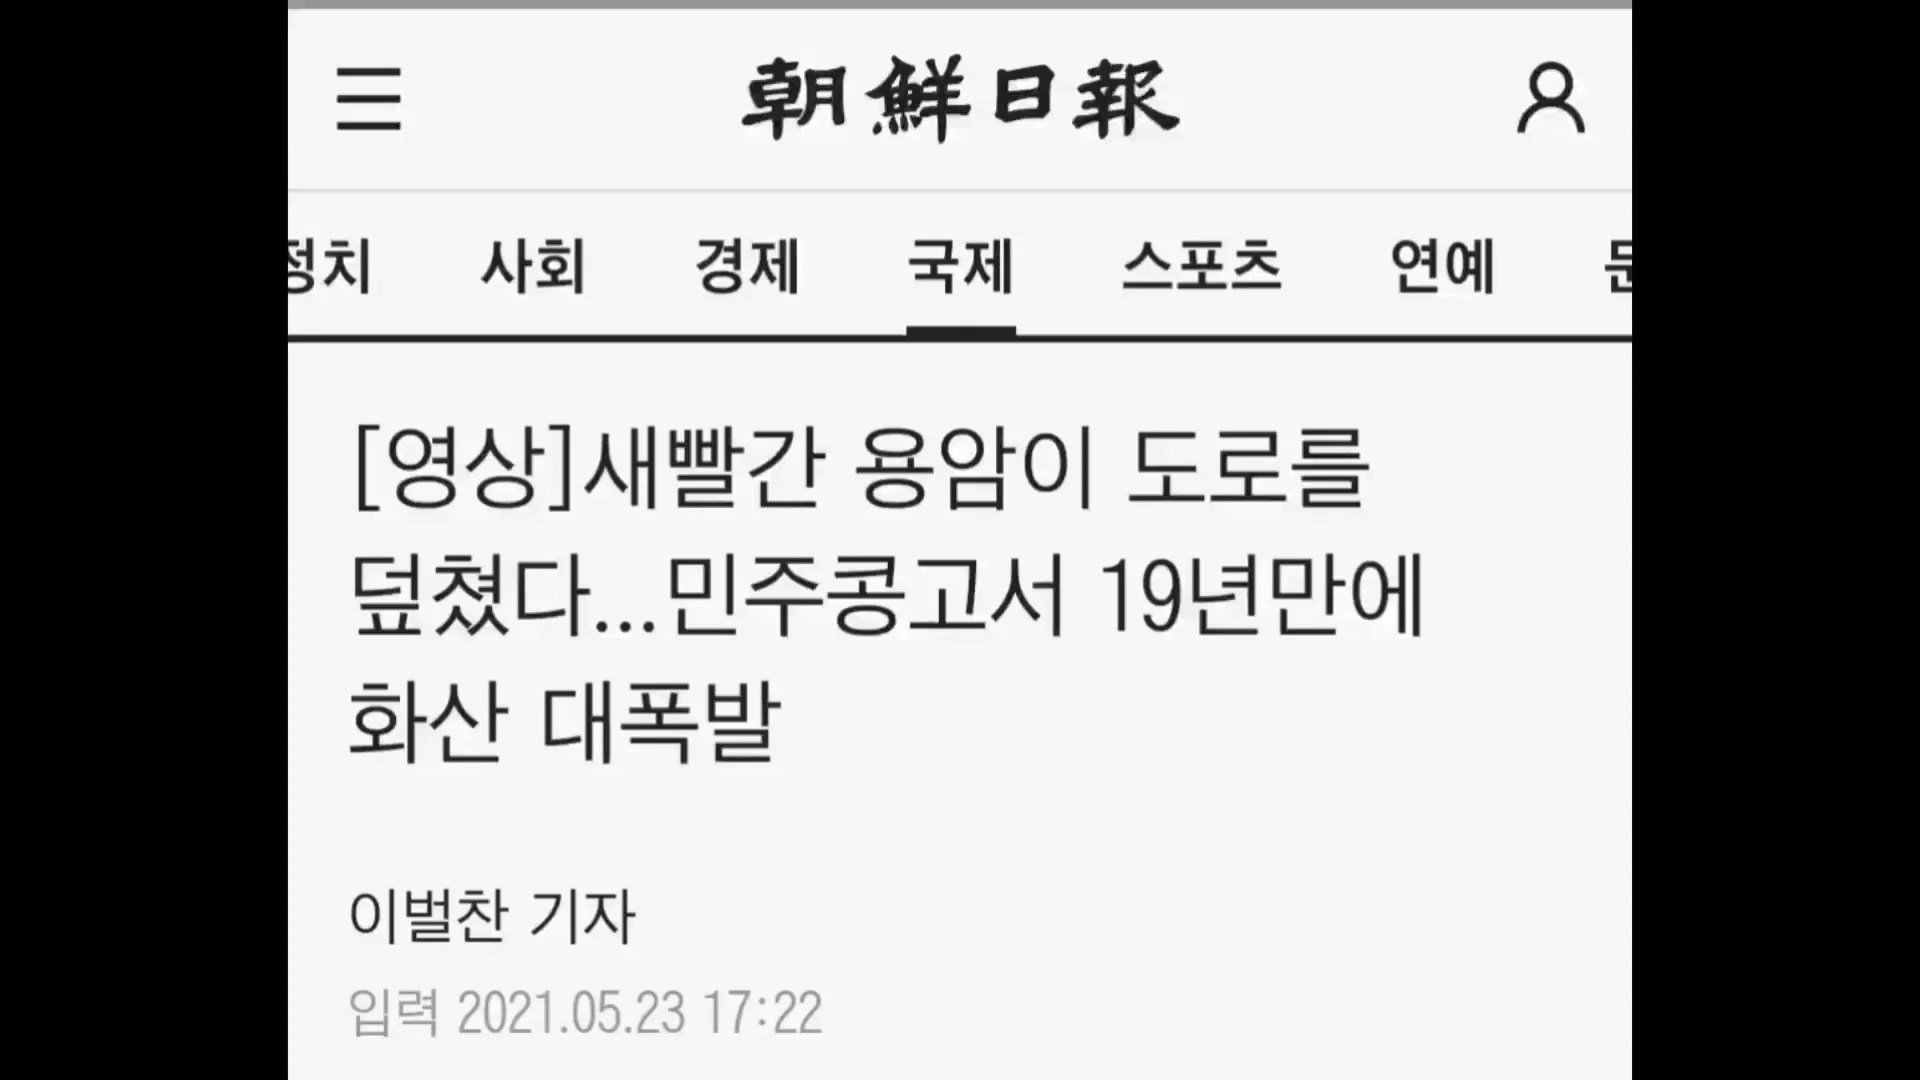 朝鮮日報
정치 사회 경제 국제 스포츠 연예
[영상]새빨간 용암이 도로를
덮쳤다...민주콩고서 19년만에
화산 대폭발
이벌찬 기자
입력 2021.05.23 17:22